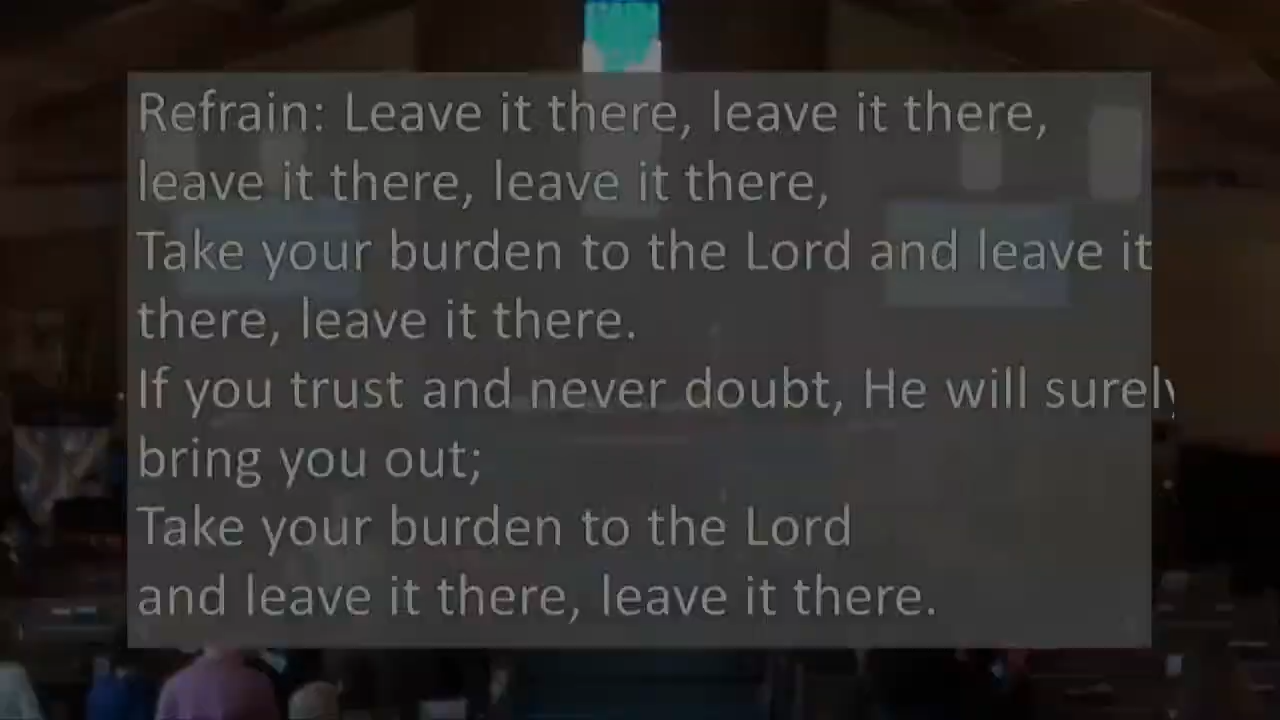 Refrain: Leave it there, leave it there,
leave it there, leave it there,
Take your burden to the Lord and leave it
there, leave it there.
If you trust and never doubt, He will surely
bring you out;
Take your burden to the Lord
and leave it there, leave it there.